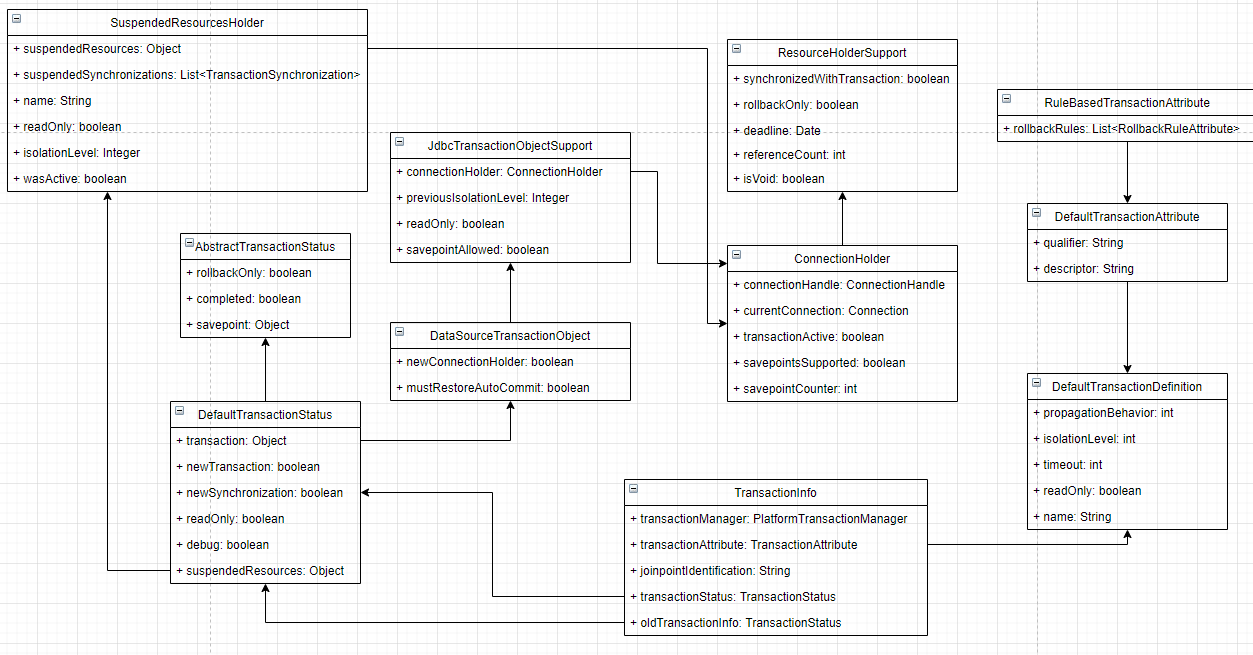 SuspendedResourcesHolder
+ suspendedResources: Object
+ suspendedSynchronizations: List<TransactionSynchronization>
+ name: String
+ readOnly: boolean
+ isolationLevel: Integer
+ wasActive: boolean
ResourceHolderSupport
+ synchronizedWithTransaction: boolean
+ rollbackOnly: boolean
+ deadline: Date
+ referenceCount: int
+ isVoid: boolean
RuleBasedTransactionAttribute
+ rollbackRules: List<RollbackRuleAttribute>
JdbcTransactionObjectSupport
+ connectionHolder: ConnectionHolder
+ previousIsolationLevel: Integer
+ readOnly: boolean
+ savepointAllowed: boolean
DefaultTransactionAttribute
+ qualifier: String
+ descriptor: String
AbstractTransactionStatus
+ rollbackOnly: boolean
+ completed: boolean
+ savepoint: Object
ConnectionHolder
+ connectionHandle: ConnectionHandle
+ currentConnection: Connection
+ transactionActive: boolean
+ savepointsSupported: boolean
+ savepointCounter: int
DataSourceTransactionObject
+ newConnectionHolder: boolean
+ mustRestoreAutoCommit: boolean
DefaultTransactionDefinition
+ propagationBehavior: int
+ isolationLevel: int
+ timeout: int
+ readOnly: boolean
+ name: String
DefaultTransactionStatus
+ transaction: Object
+ newTransaction: boolean
+ newSynchronization: boolean
+ readOnly: boolean
+ debug: boolean
+ suspendedResources: Object
TransactionInfo
+ transactionManager: PlatformTransactionManager
+ transactionAttribute: TransactionAttribute
+ joinpointIdentification: String
+ transactionStatus: TransactionStatus
+ oldTransactionInfo: TransactionStatus